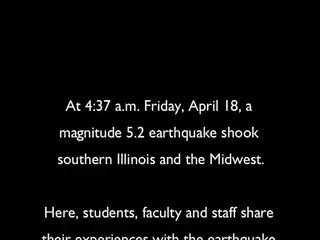 At 4:37 a.m. Friday, April 18, a
magnitude 5.2 earthquake shook
southern Illinois and the Midwest.
Here, students, faculty and staff share
their experiences with the earthquake